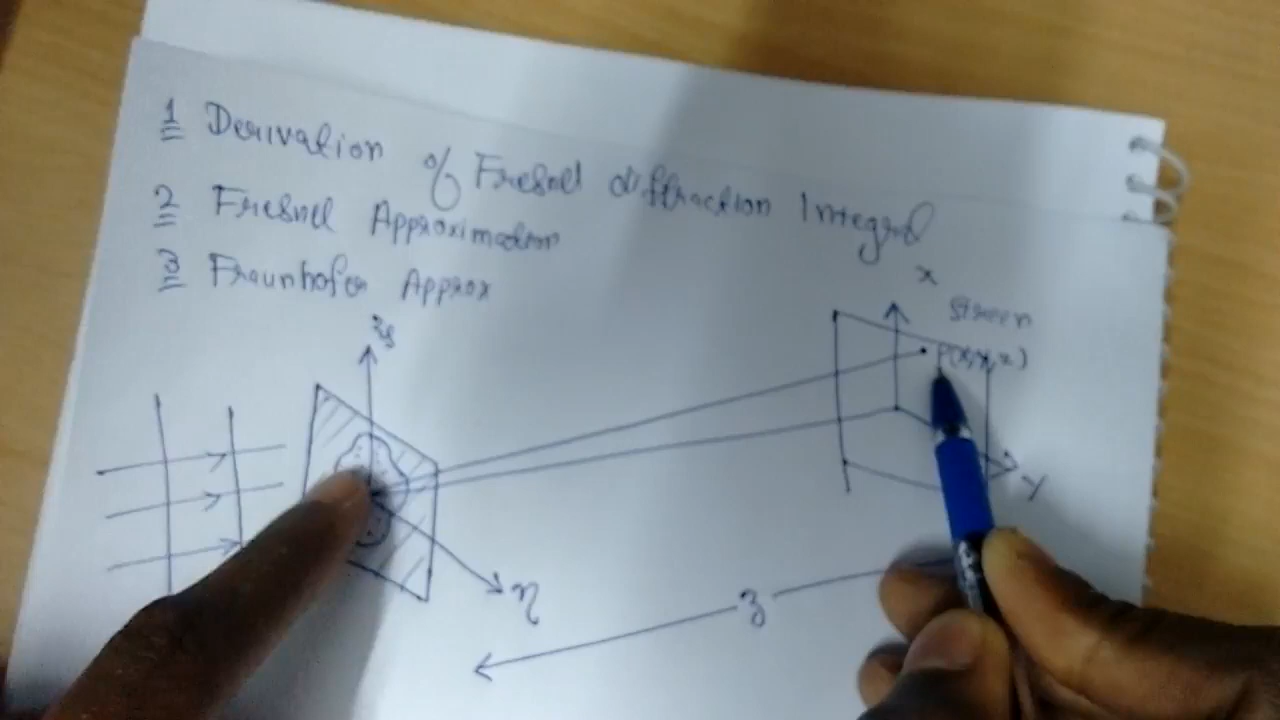 1 Derivation of Fresnel diffraction Integral
2 Fresnel Approximation
3 Fraunhofer Approx
x
Screen
P(x,y,z)
ξ
y
η
z